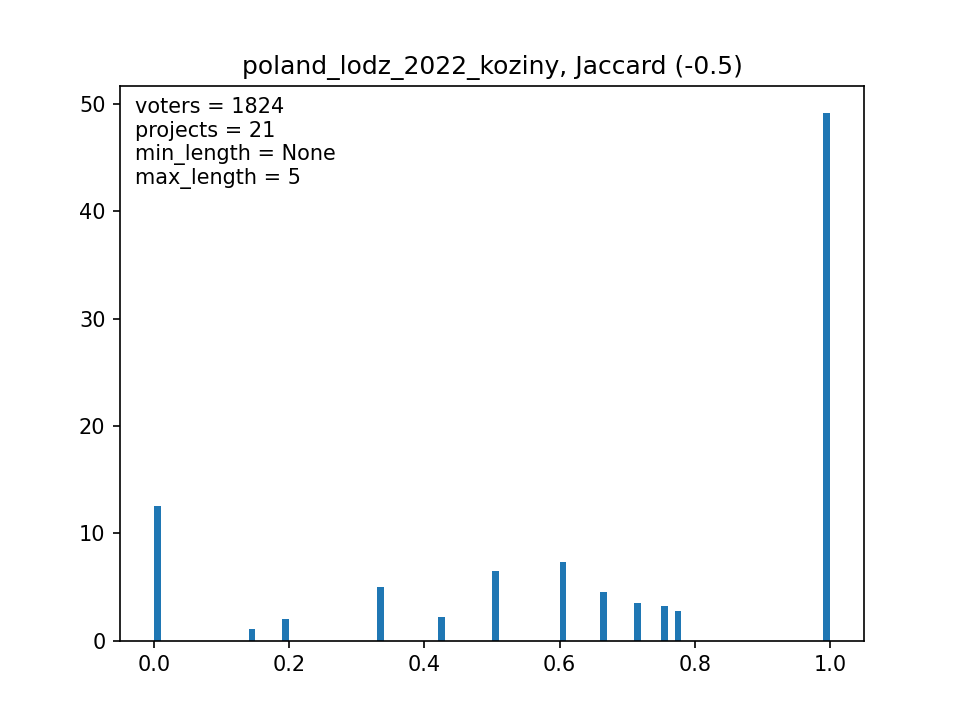 poland_lodz_2022_koziny, Jaccard (-0.5)
voters = 1824
projects = 21
min_length = None
max_length = 5
50
40
30
20
10
0
0.0 0.2 0.4 0.6 0.8 1.0